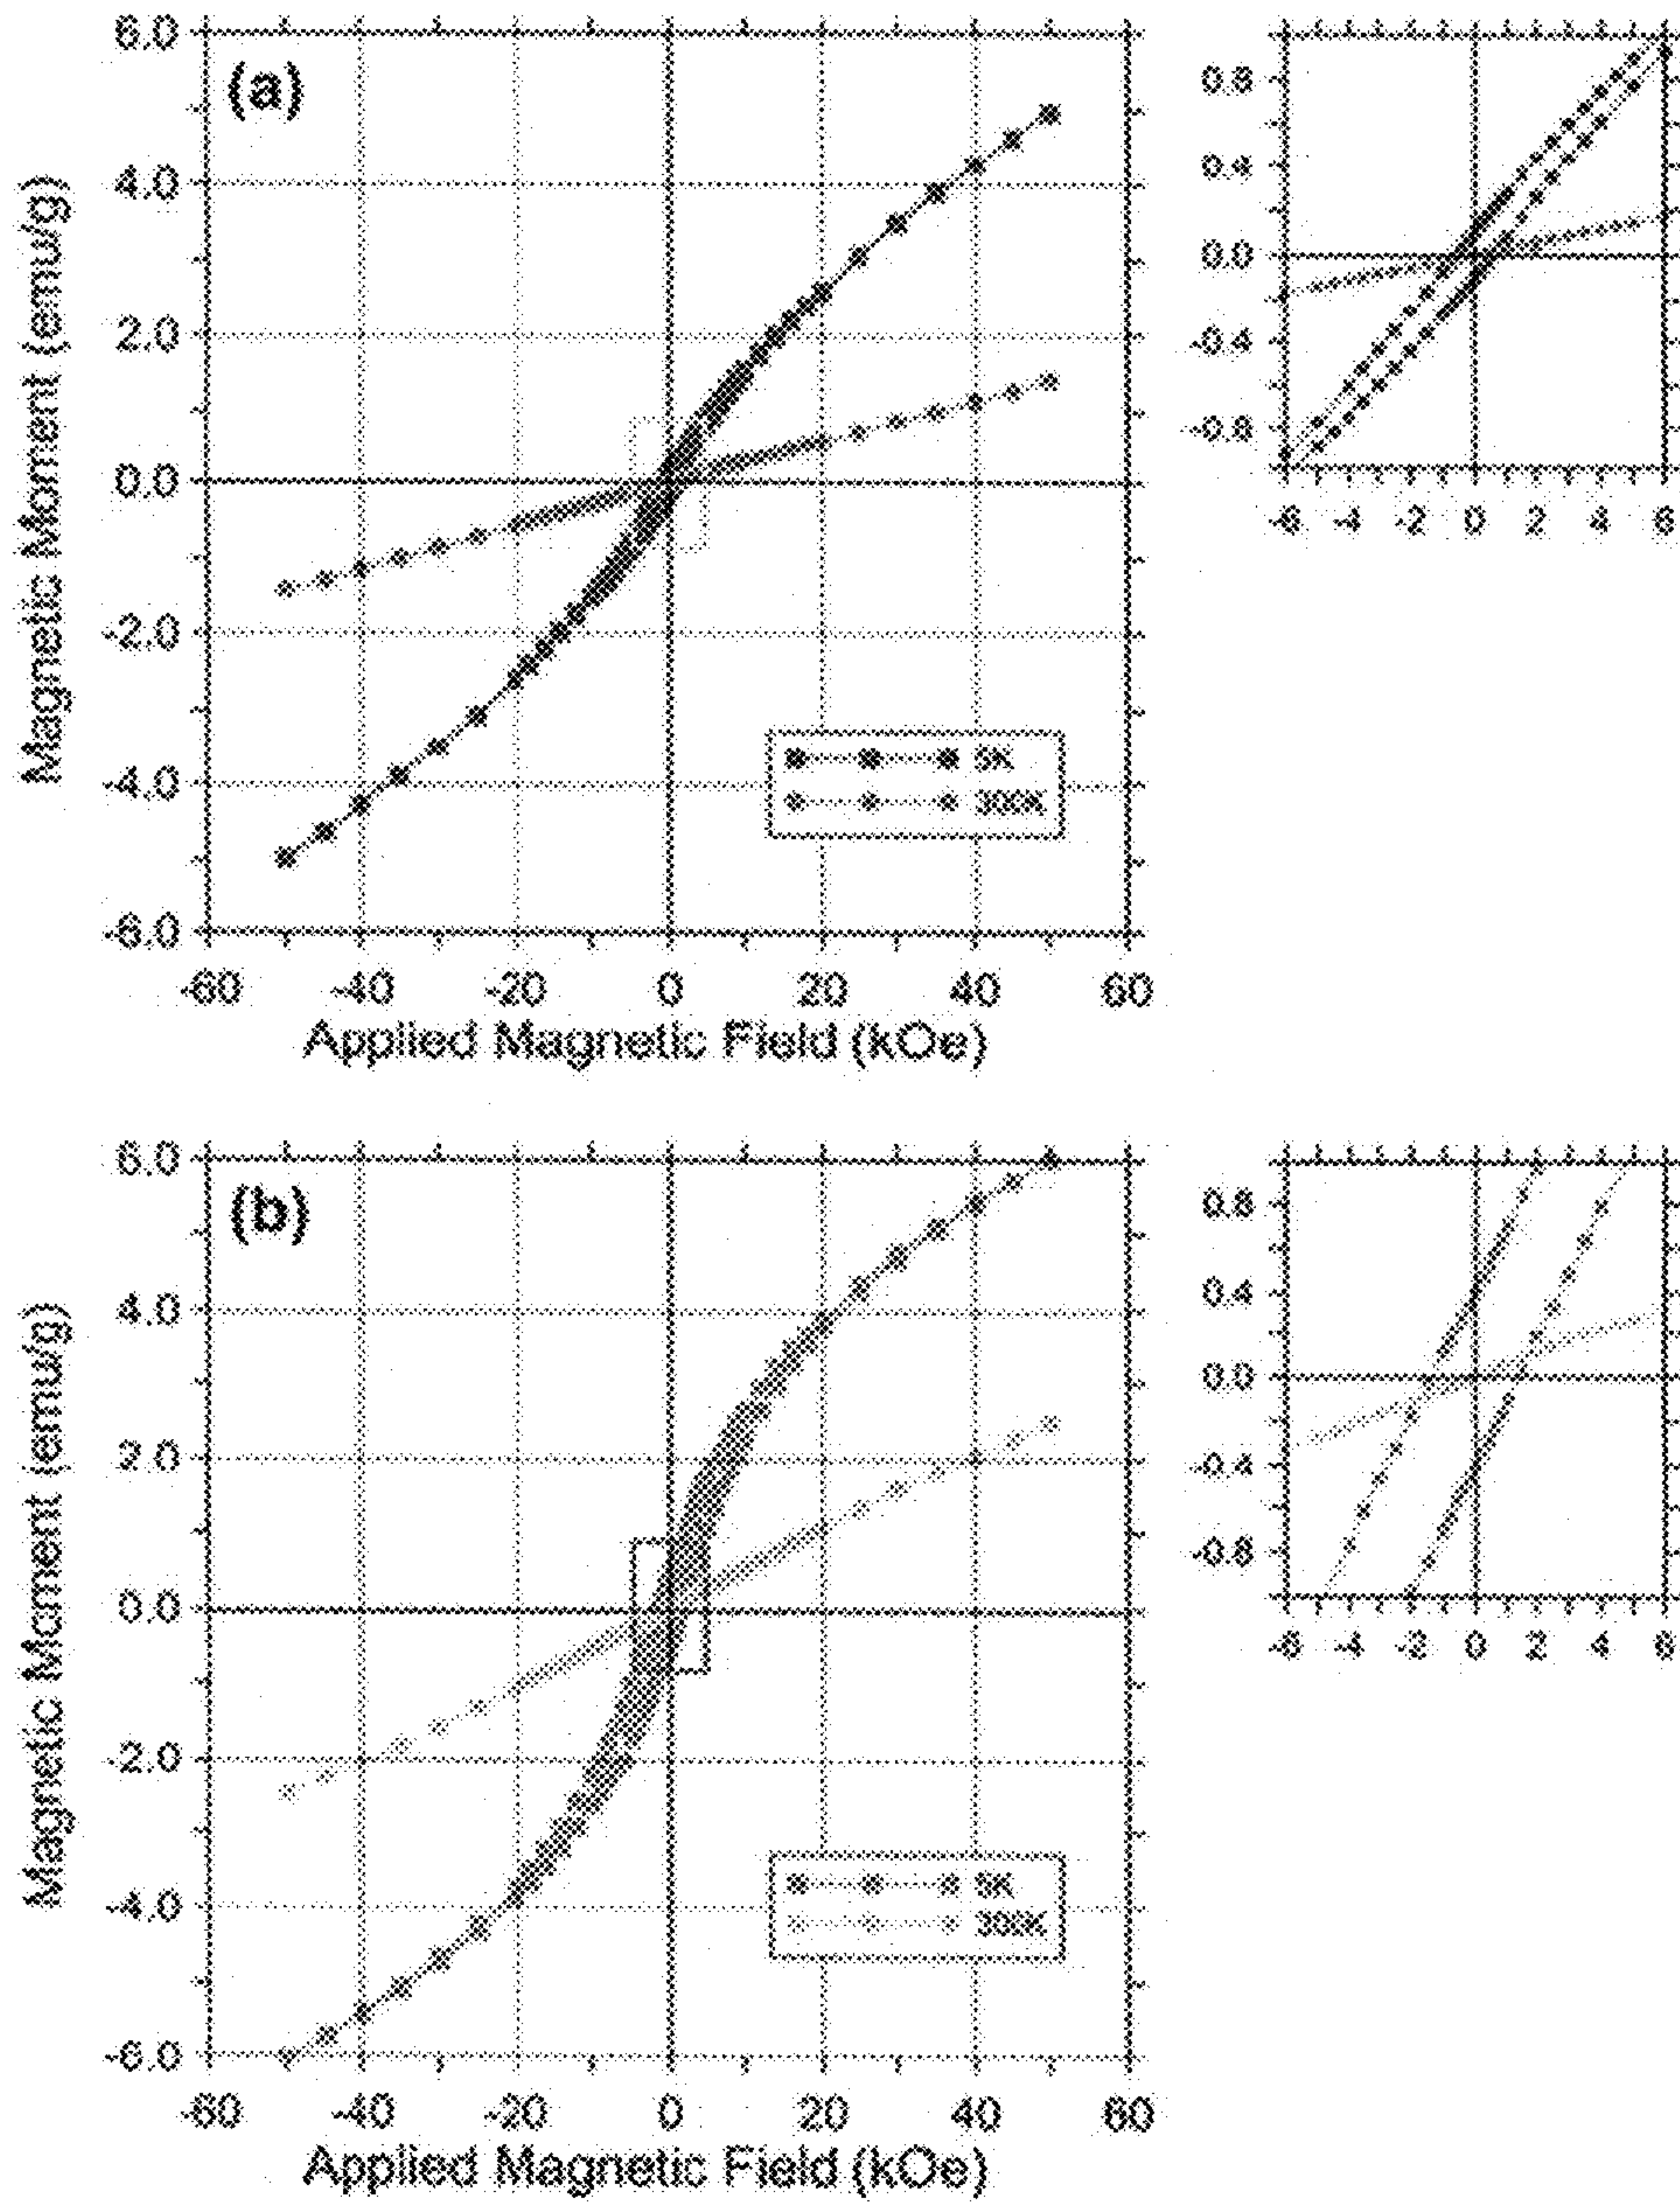 (a)
Magnetic Moment (emu/g)
6.0
4.0
2.0
0.0
-2.0
-4.0
-6.0
-60 -40 -20 0 20 40 60
Applied Magnetic Field (kOe)
5K
300K
0.8
0.4
0.0
-0.4
-0.8
-6 -4 -2 0 2 4 6
(b)
Magnetic Moment (emu/g)
6.0
4.0
2.0
0.0
-2.0
-4.0
-6.0
-60 -40 -20 0 20 40 60
Applied Magnetic Field (kOe)
5K
300K
0.8
0.4
0.0
-0.4
-0.8
-6 -4 -2 0 2 4 6